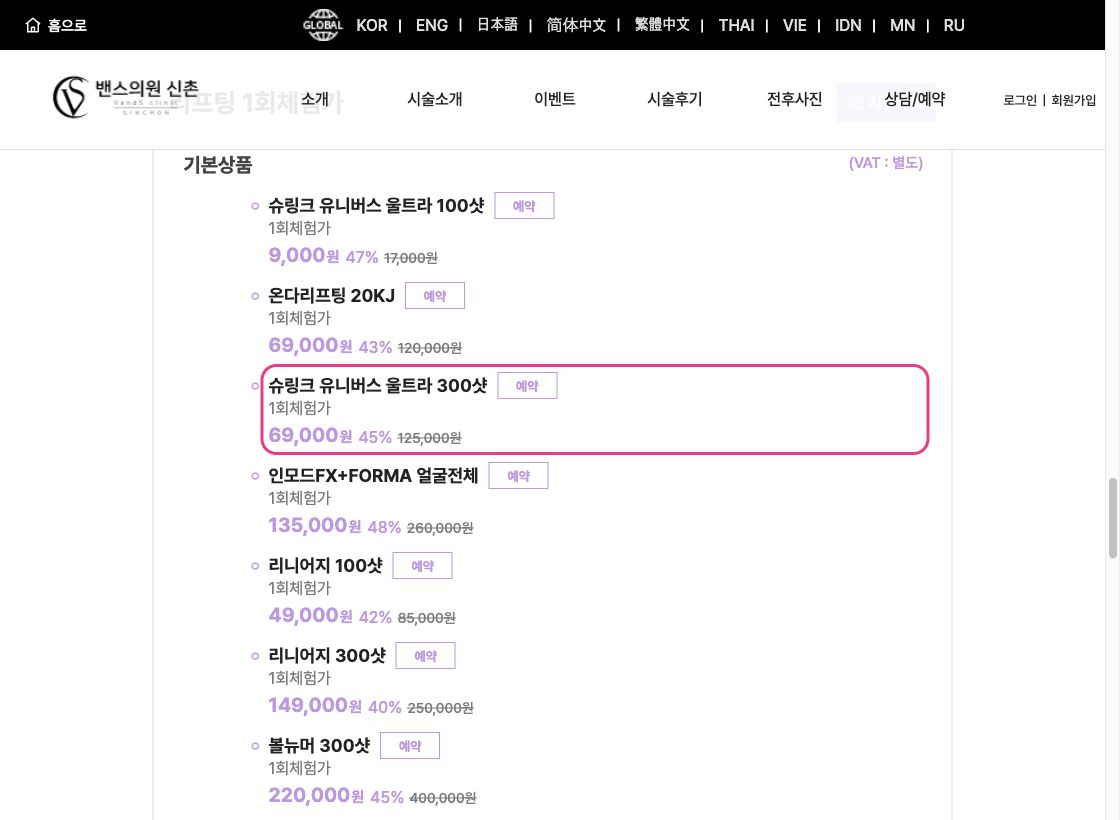 홈으로
GLOBAL KOR | ENG | 日本語 | 简体中文 | 繁體中文 | THAI | VIE | IDN | MN | RU
밴스의원 신촌
VandS clinic
SINCHON
소개 시술소개 이벤트 시술후기 전후사진 상담/예약 로그인 | 회원가입
리프팅 1회체험가
기본상품 (VAT : 별도)
슈링크 유니버스 울트라 100샷 예약
1회체험가
9,000원 47% 17,000원
온다리프팅 20KJ 예약
1회체험가
69,000원 43% 120,000원
슈링크 유니버스 울트라 300샷 예약
1회체험가
69,000원 45% 125,000원
인모드FX+FORMA 얼굴전체 예약
1회체험가
135,000원 48% 260,000원
리니어지 100샷 예약
1회체험가
49,000원 42% 85,000원
리니어지 300샷 예약
1회체험가
149,000원 40% 250,000원
볼뉴머 300샷 예약
1회체험가
220,000원 45% 400,000원